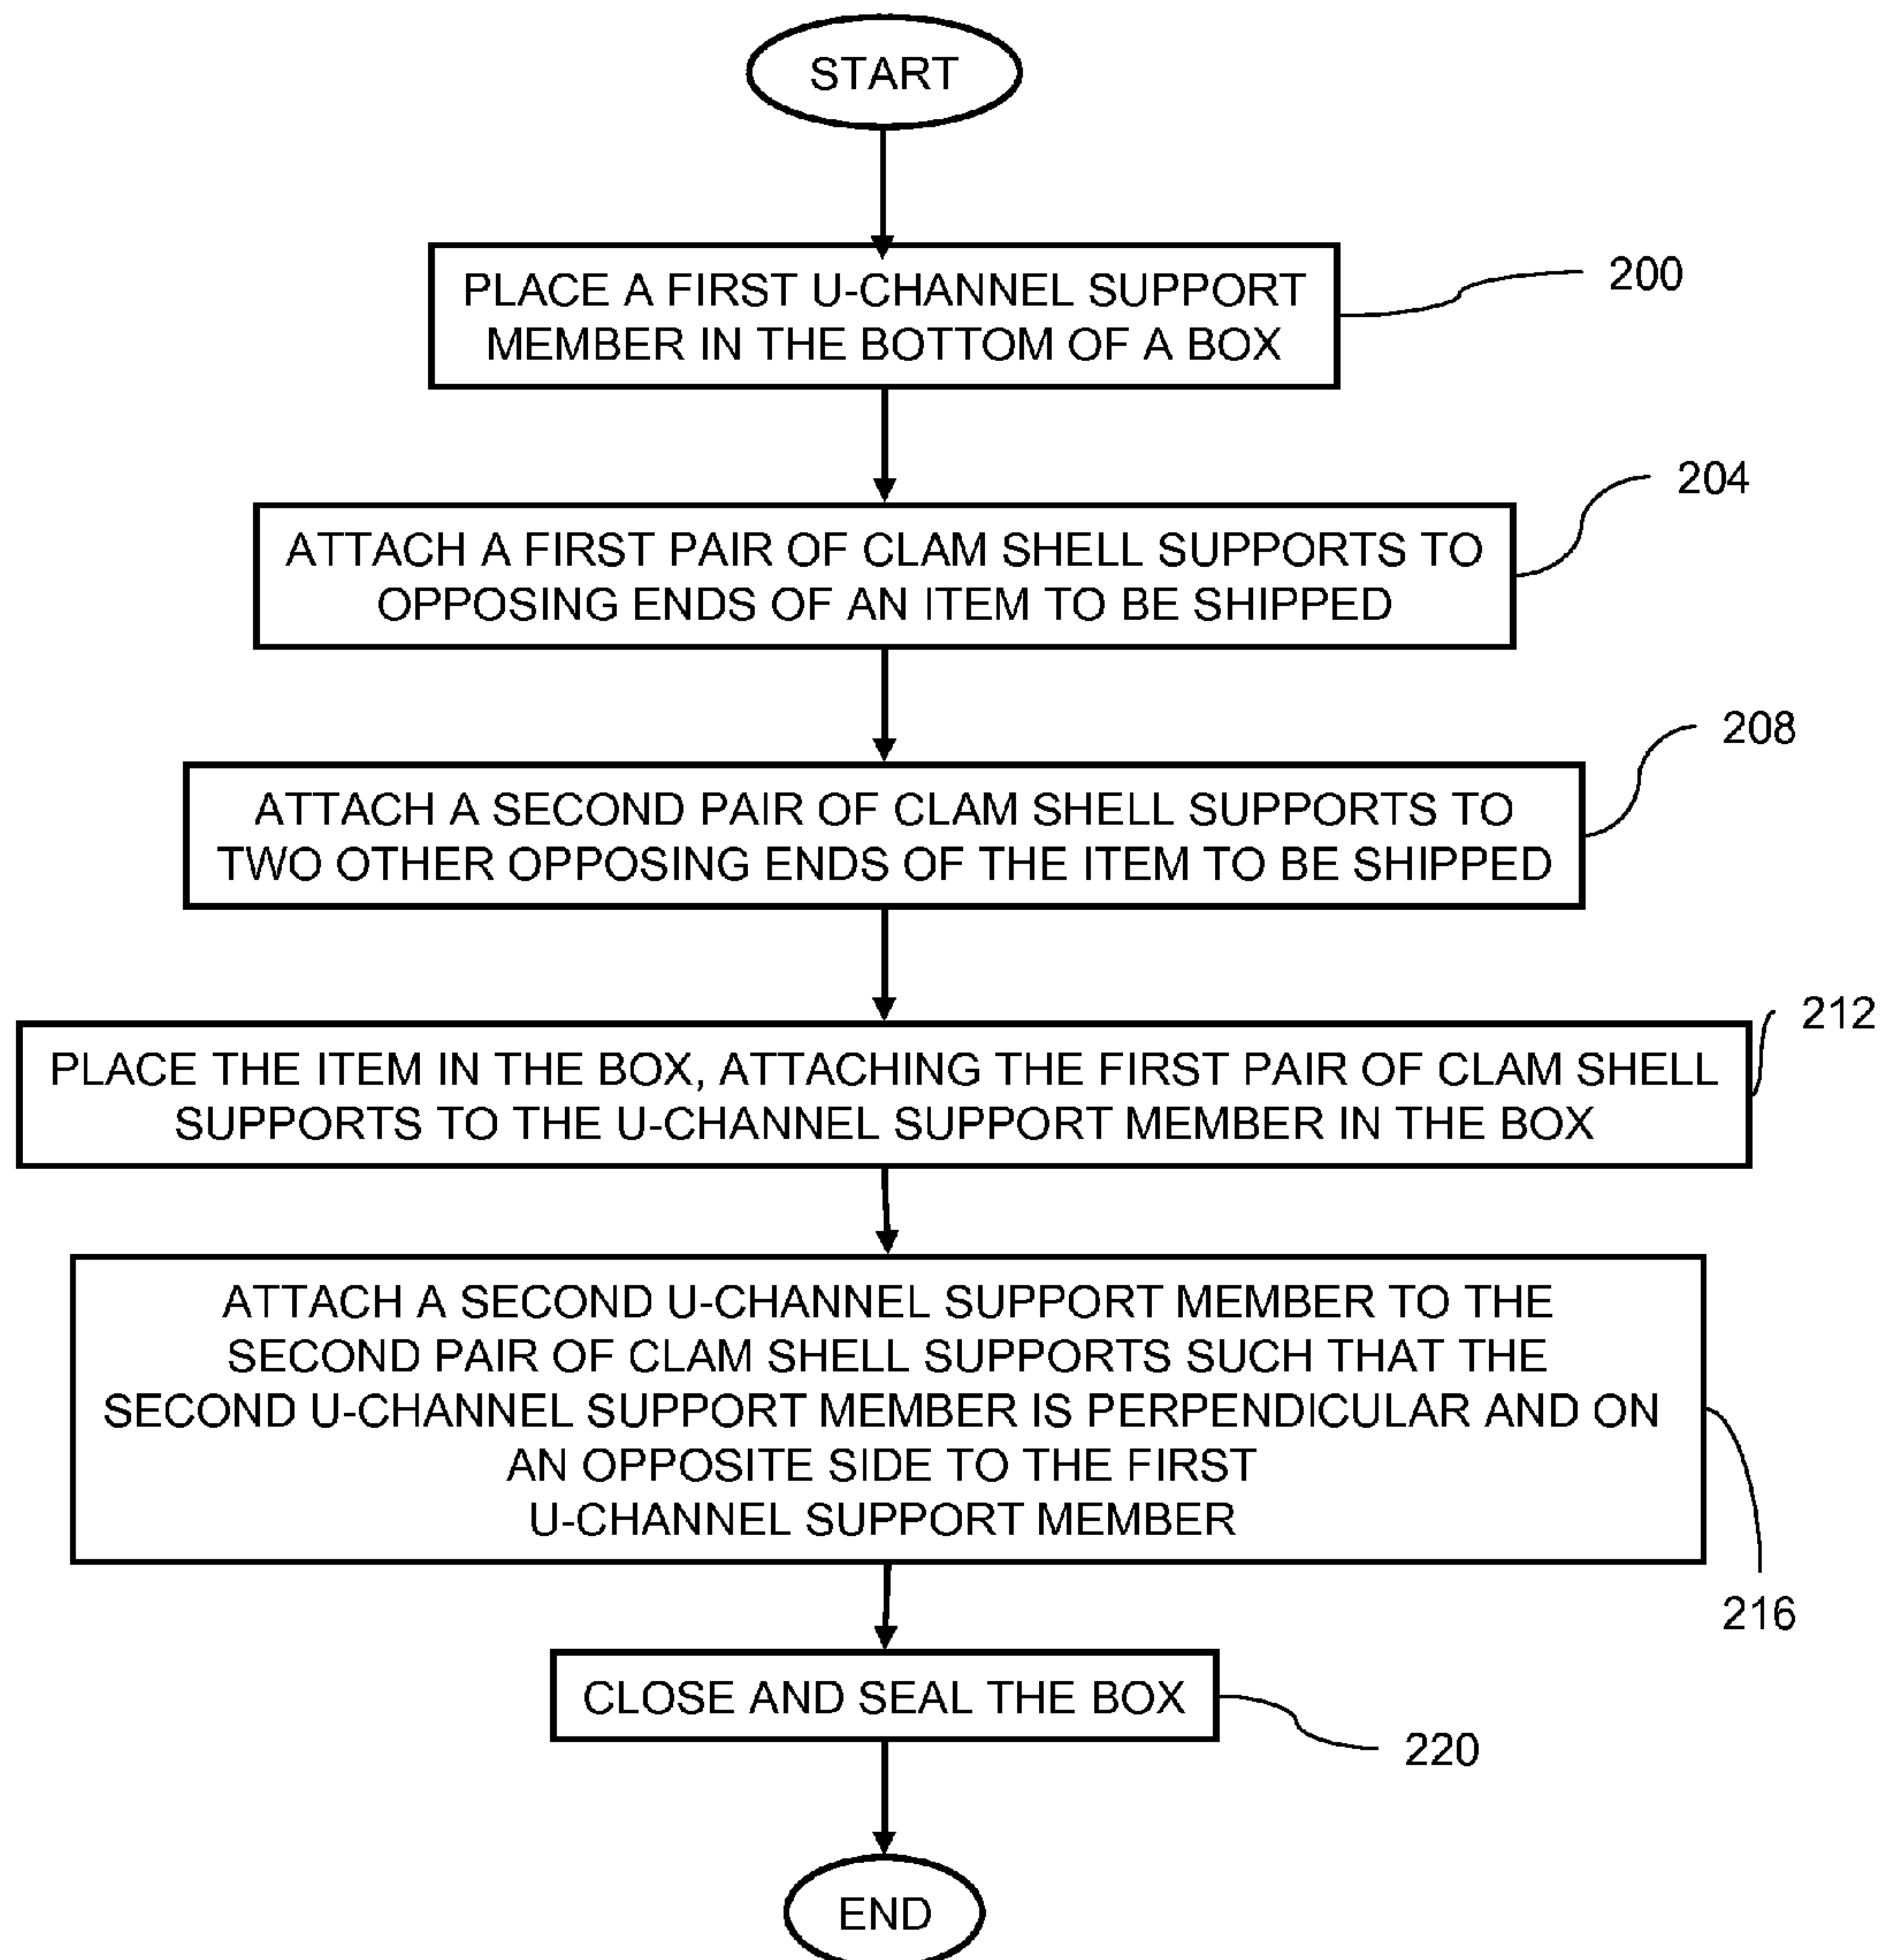 START
PLACE A FIRST U-CHANNEL SUPPORT
MEMBER IN THE BOTTOM OF A BOX
200
ATTACH A FIRST PAIR OF CLAM SHELL SUPPORTS TO
OPPOSING ENDS OF AN ITEM TO BE SHIPPED
204
ATTACH A SECOND PAIR OF CLAM SHELL SUPPORTS TO
TWO OTHER OPPOSING ENDS OF THE ITEM TO BE SHIPPED
208
PLACE THE ITEM IN THE BOX, ATTACHING THE FIRST PAIR OF CLAM SHELL
SUPPORTS TO THE U-CHANNEL SUPPORT MEMBER IN THE BOX
212
ATTACH A SECOND U-CHANNEL SUPPORT MEMBER TO THE
SECOND PAIR OF CLAM SHELL SUPPORTS SUCH THAT THE
SECOND U-CHANNEL SUPPORT MEMBER IS PERPENDICULAR AND ON
AN OPPOSITE SIDE TO THE FIRST
U-CHANNEL SUPPORT MEMBER
216
CLOSE AND SEAL THE BOX
220
END